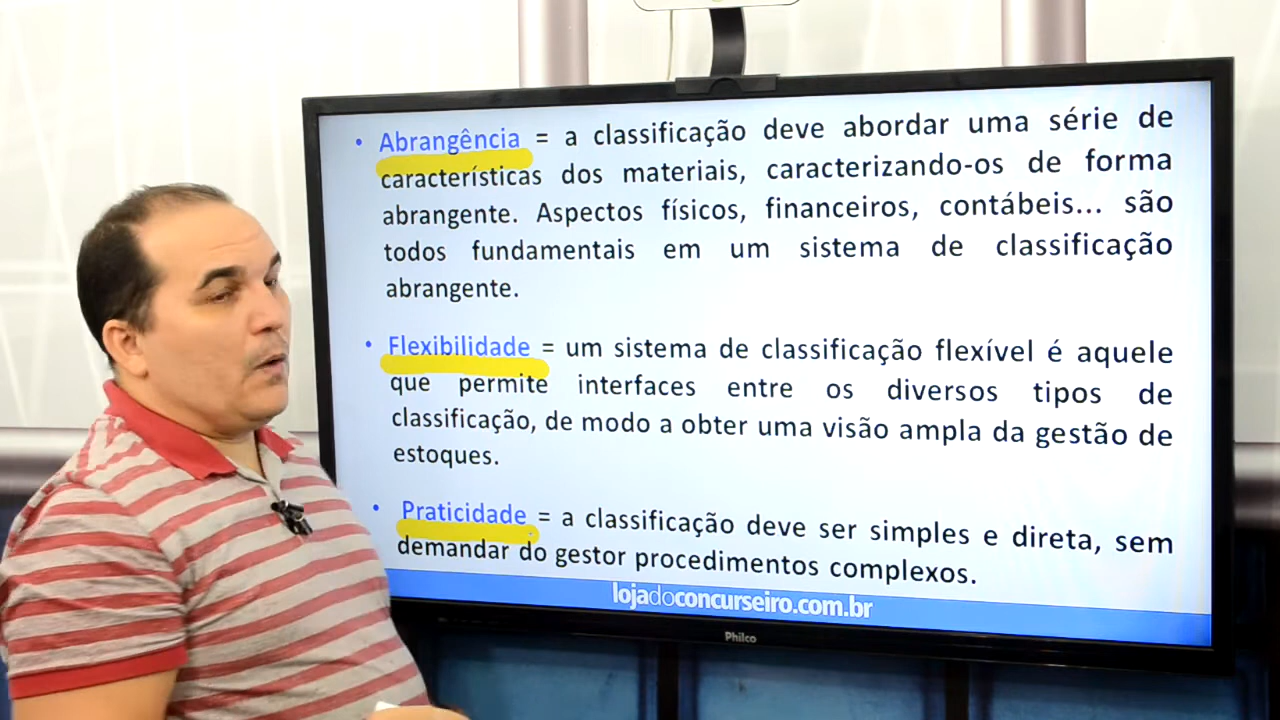 • Abrangência = a classificação deve abordar uma série de
características dos materiais, caracterizando-os de forma
abrangente. Aspectos físicos, financeiros, contábeis... são
todos fundamentais em um sistema de classificação
abrangente.
• Flexibilidade = um sistema de classificação flexível é aquele
que permite interfaces entre os diversos tipos de
classificação, de modo a obter uma visão ampla da gestão de
estoques.
• Praticidade = a classificação deve ser simples e direta, sem
demandar do gestor procedimentos complexos.
lojadoconcurseiro.com.br
Philco